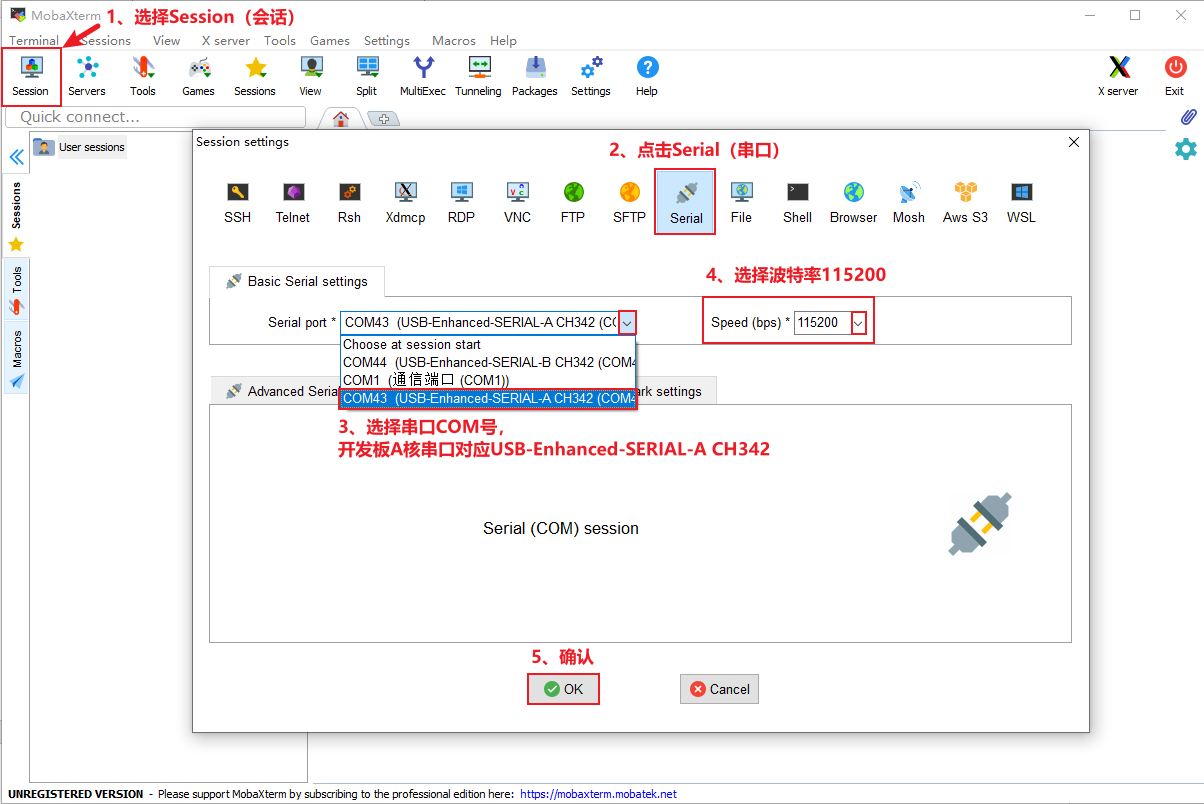 MobaXterm
1、选择Session（会话）
Terminal Sessions View X server Tools Games Settings Macros Help
Session Servers Tools Games Sessions View Split MultiExec Tunneling Packages Settings Help X server Exit
Quick connect...
User sessions
Sessions
Tools
Macros
Session settings
2、点击Serial（串口）
SSH Telnet Rsh Xdmcp RDP VNC FTP SFTP Serial File Shell Browser Mosh Aws S3 WSL
Basic Serial settings
4、选择波特率115200
Serial port * COM43 (USB-Enhanced-SERIAL-A CH342 (CO Speed (bps) * 115200
Choose at session start
COM44 (USB-Enhanced-SERIAL-B CH342 (COM4
COM1 (通信端口 (COM1))
COM43 (USB-Enhanced-SERIAL-A CH342 (COM4
Advanced Serial ark settings
3、选择串口COM号，
开发板A核串口对应USB-Enhanced-SERIAL-A CH342
Serial (COM) session
5、确认
OK Cancel
UNREGISTERED VERSION - Please support MobaXterm by subscribing to the professional edition here: https://mobaxterm.mobatek.net